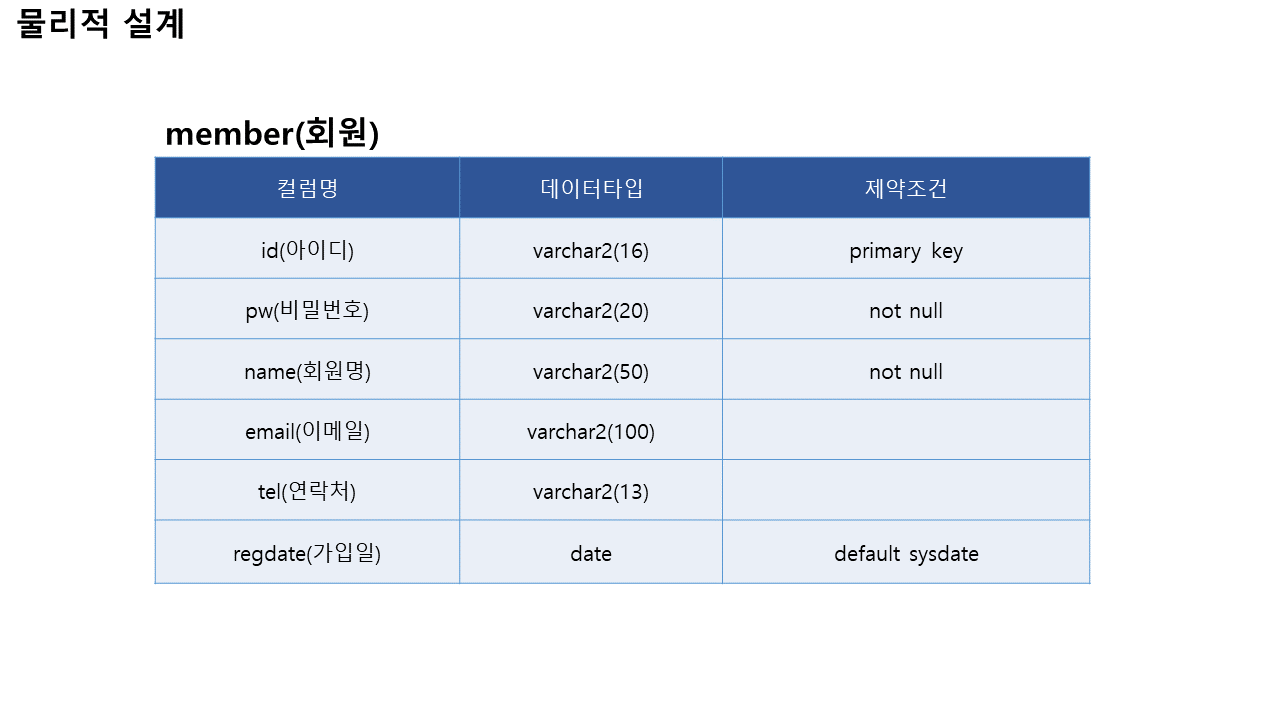 물리적 설계
member(회원)
컬럼명 데이터타입 제약조건
id(아이디) varchar2(16) primary key
pw(비밀번호) varchar2(20) not null
name(회원명) varchar2(50) not null
email(이메일) varchar2(100)
tel(연락처) varchar2(13)
regdate(가입일) date default sysdate